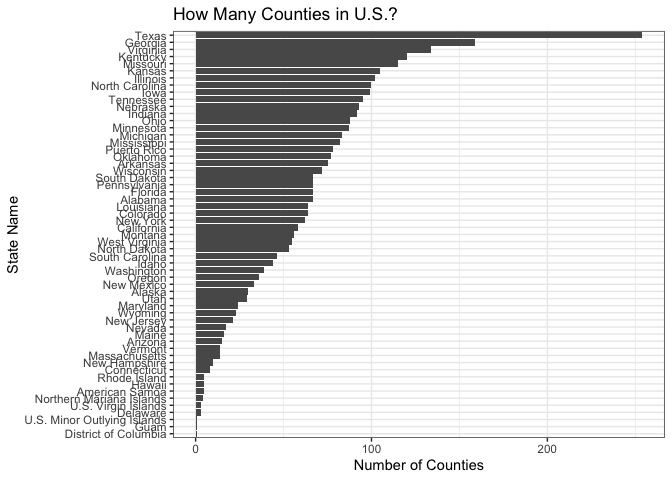 How Many Counties in U.S.?
Texas
Georgia
Virginia
Kentucky
Missouri
Kansas
Illinois
North Carolina
Iowa
Tennessee
Nebraska
Indiana
Ohio
Minnesota
Michigan
Mississippi
Puerto Rico
Oklahoma
Arkansas
Wisconsin
South Dakota
Pennsylvania
Florida
Alabama
Louisiana
Colorado
New York
California
Montana
West Virginia
North Dakota
South Carolina
Idaho
Washington
Oregon
New Mexico
Alaska
Utah
Maryland
Wyoming
New Jersey
Nevada
Maine
Arizona
Vermont
Massachusetts
New Hampshire
Connecticut
Rhode Island
Hawaii
American Samoa
Northern Mariana Islands
U.S. Virgin Islands
Delaware
U.S. Minor Outlying Islands
Guam
District of Columbia
State Name
0 100 200
Number of Counties